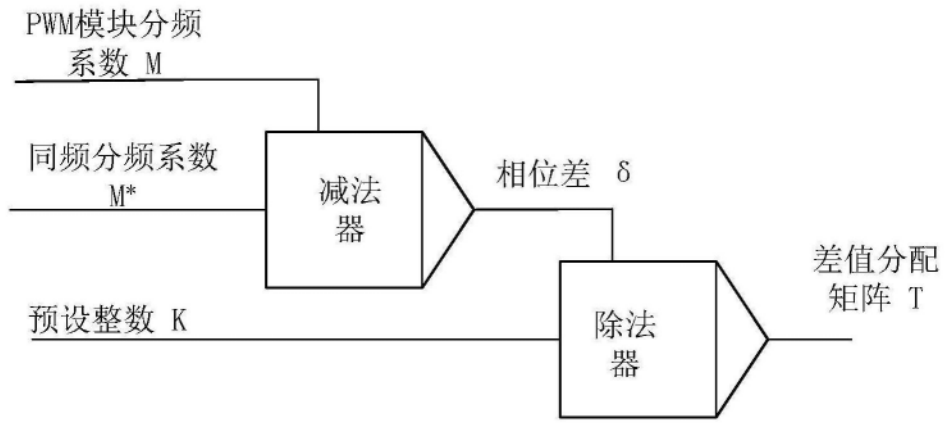 PWM模块分频
系数 M
同频分频系数
M*
减法
器
相位差 δ
预设整数 K
除法
器
差值分配
矩阵 T